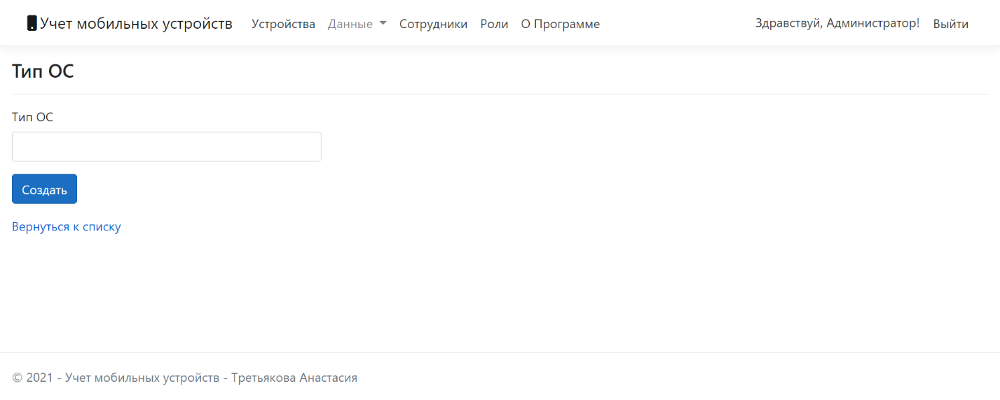 Учет мобильных устройств Устройства Данные Сотрудники Роли О Программе Здравствуй, Администратор! Выйти
Тип ОС
Тип ОС
Создать
Вернуться к списку
© 2021 - Учет мобильных устройств - Третьякова Анастасия